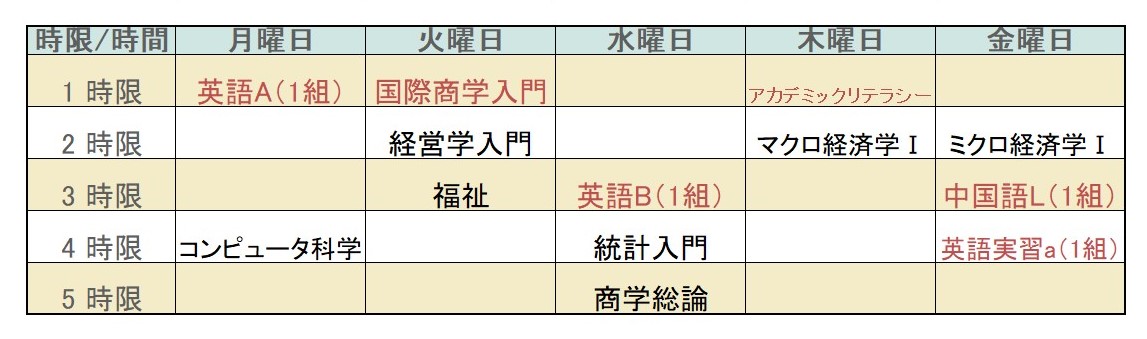 時限/時間 月曜日 火曜日 水曜日 木曜日 金曜日
1 時限 英語A(1組) 国際商学入門 アカデミックリテラシー
2 時限 経営学入門 マクロ経済学Ⅰ ミクロ経済学Ⅰ
3 時限 福祉 英語B(1組) 中国語L(1組)
4 時限 コンピュータ科学 統計入門 英語実習a(1組)
5 時限 商学総論